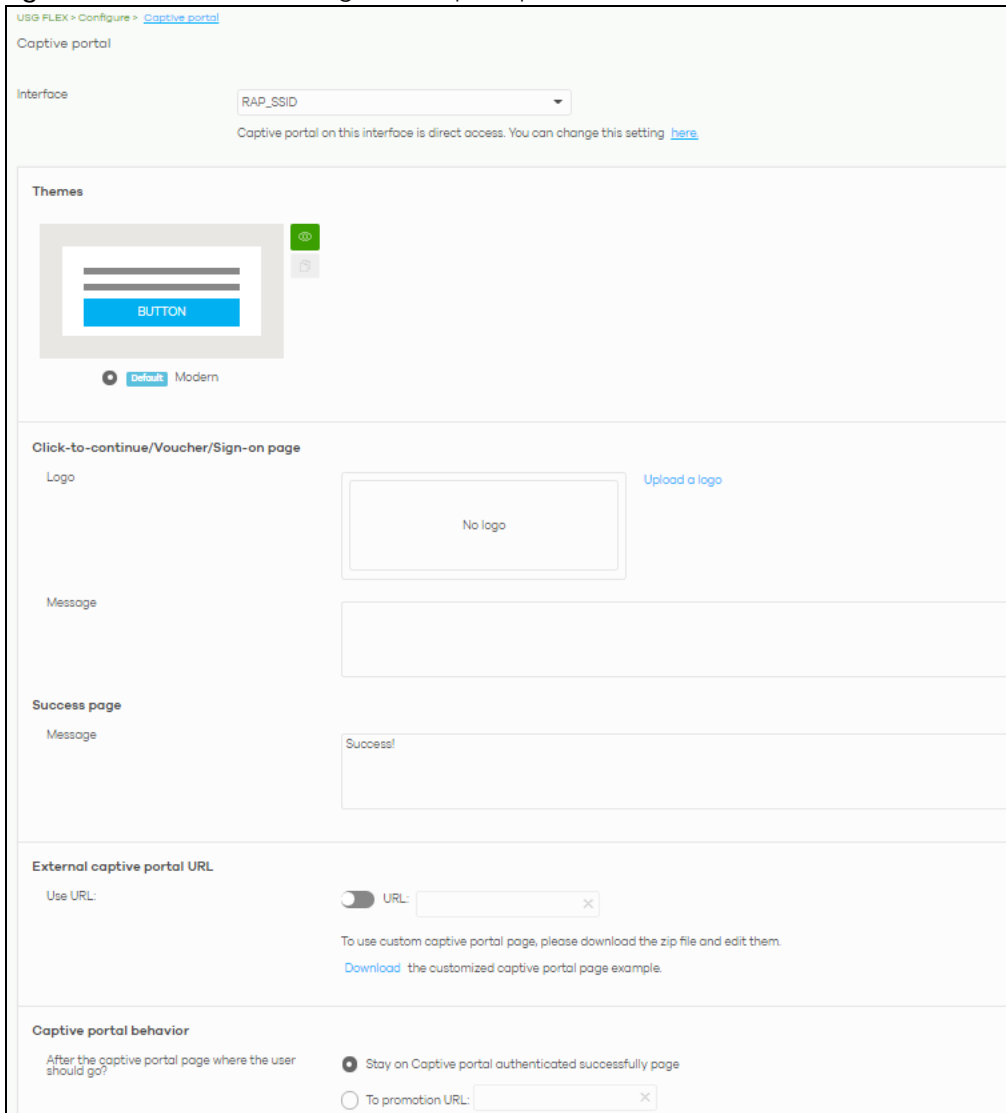 USG FLEX > Configure > Captive portal
Captive portal
Interface
RAP_SSID
Captive portal on this interface is direct access. You can change this setting here.
Themes
BUTTON
Default Modern
Click-to-continue/Voucher/Sign-on page
Logo
No logo
Upload a logo
Message
Success page
Message
Success!
External captive portal URL
Use URL:
URL:
To use custom captive portal page, please download the zip file and edit them.
Download the customized captive portal page example.
Captive portal behavior
After the captive portal page where the user
should go?
Stay on Captive portal authenticated successfully page
To promotion URL: